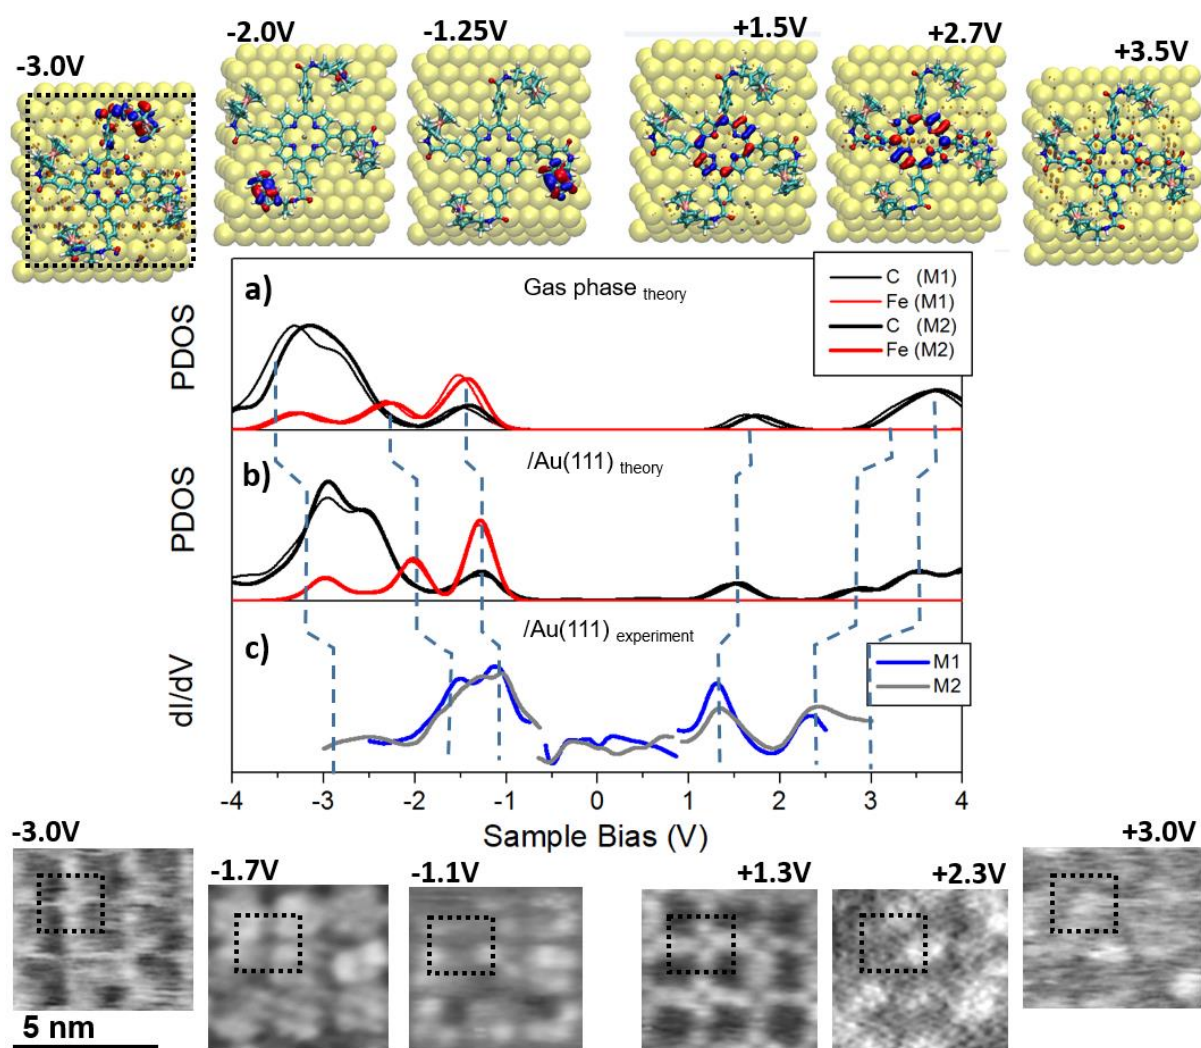 -3.0V
-2.0V
-1.25V
+1.5V
+2.7V
+3.5V
a)
Gas phase theory
C (M1)
Fe (M1)
C (M2)
Fe (M2)
PDOS
b)
/Au(111) theory
PDOS
c)
/Au(111) experiment
M1
M2
dI/dV
-4 -3 -2 -1 0 1 2 3 4
Sample Bias (V)
-3.0V
-1.7V
-1.1V
+1.3V
+2.3V
+3.0V
5 nm